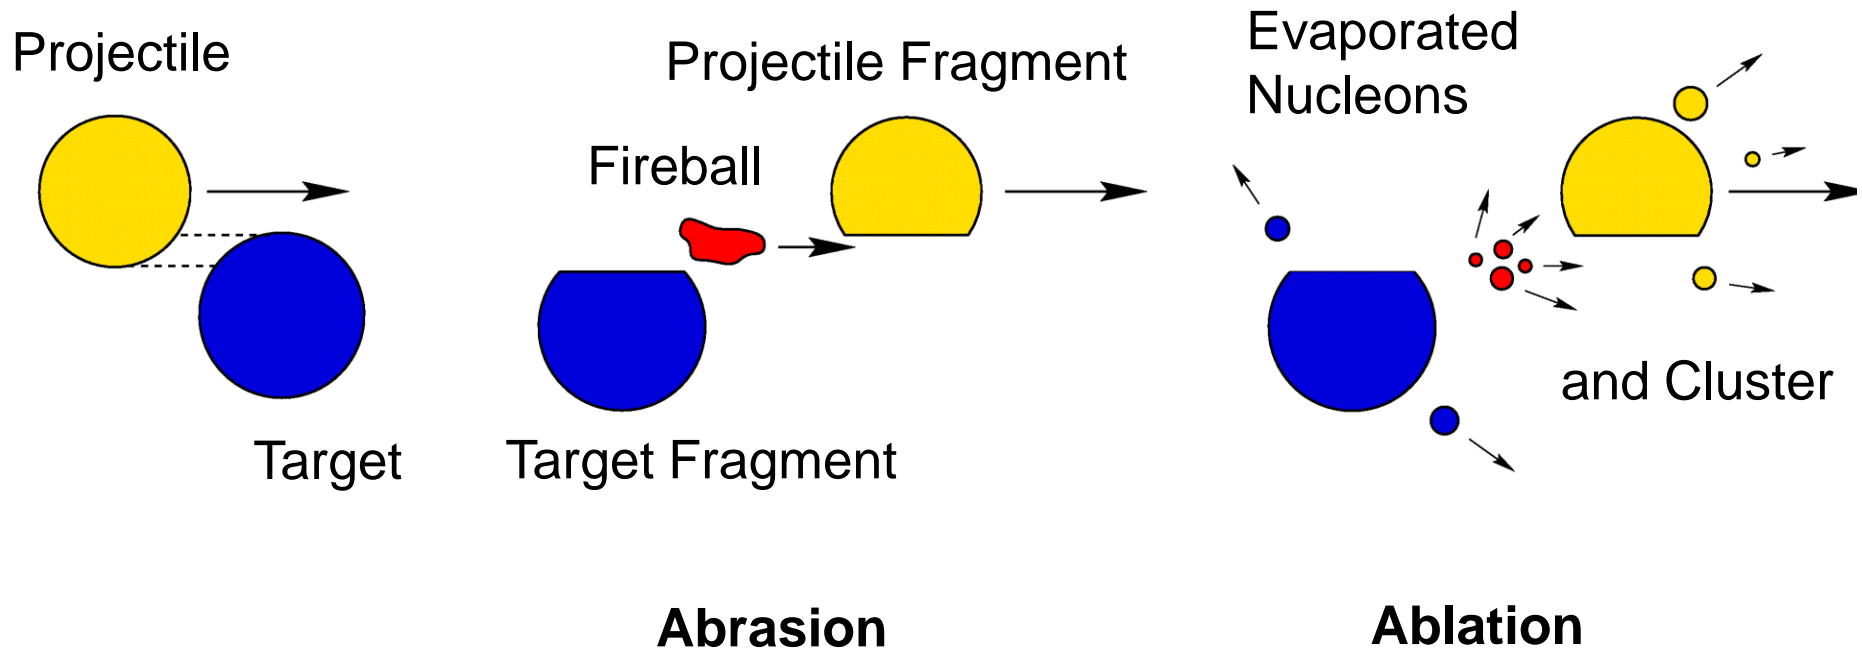 Projectile
Target
Projectile Fragment
Fireball
Target Fragment
Abrasion
Evaporated
Nucleons
and Cluster
Ablation